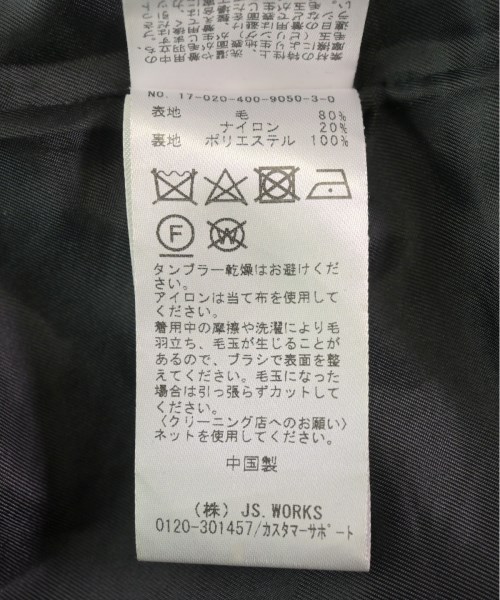 NO. 17-020-400-9050-3-0
表地 毛 80%
ナイロン 20%
裏地 ポリエステル 100%
F
W
タンブラー乾燥はお避けくだ
さい。
アイロンは当て布を使用して
ください。
着用中の摩擦や洗濯により毛
羽立ち、毛玉が生じることが
あるので、ブラシで表面を整
えてください。毛玉になった
場合は引っ張らずカットして
ください。
〈クリーニング店へのお願い〉
ネットを使用してください。
中国製
(株) JS.WORKS
0120-301457/カスタマーサポート